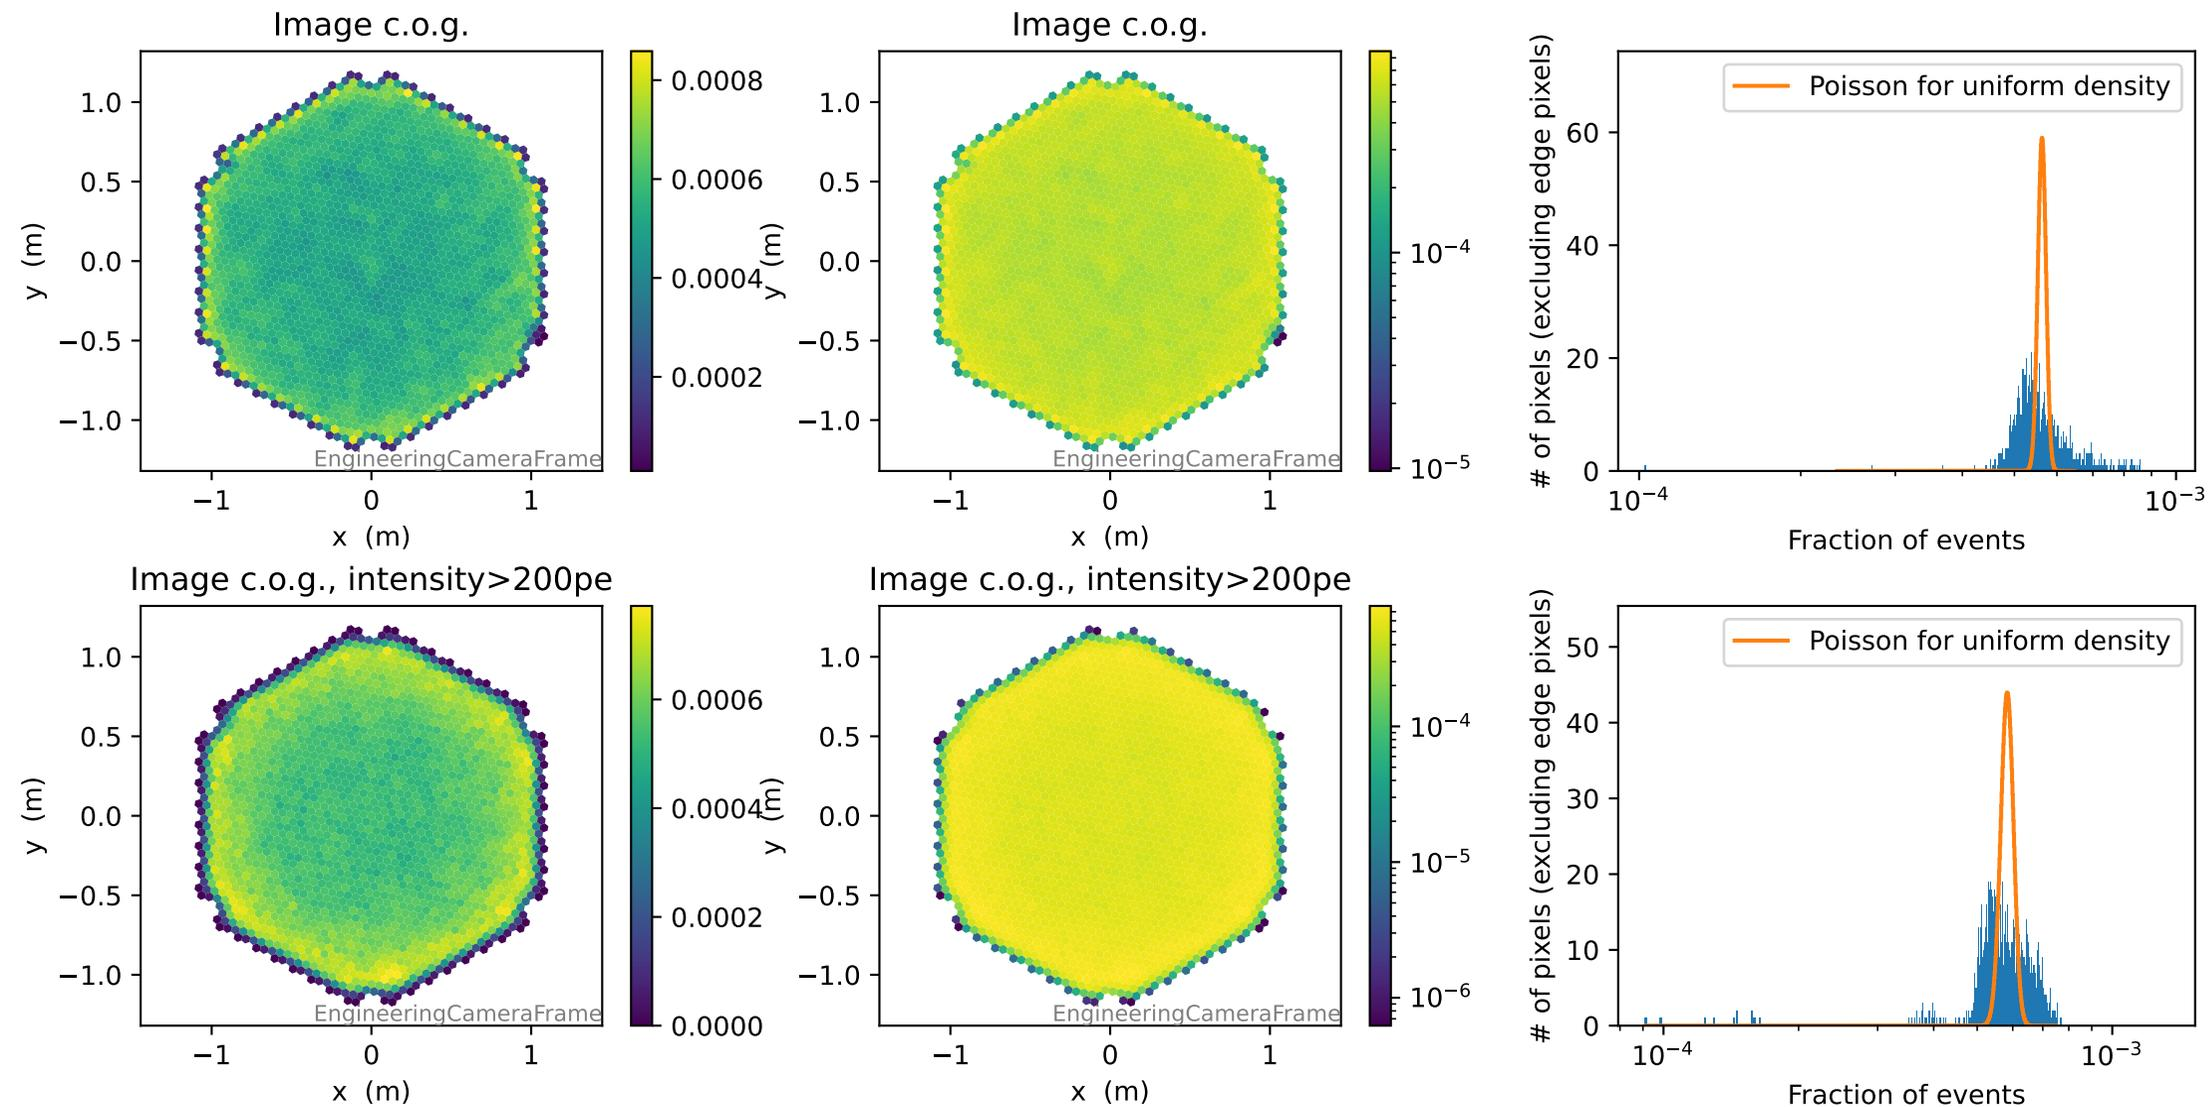 Image c.o.g.
1.0
0.5
0.0
−0.5
−1.0
y (m)
−1 0 1
x (m)
EngineeringCameraFrame
0.0008
0.0006
0.0004
0.0002
Image c.o.g.
1.0
0.5
0.0
−0.5
−1.0
y (m)
−1 0 1
x (m)
EngineeringCameraFrame
10⁻⁴
10⁻⁵
# of pixels (excluding edge pixels)
60
40
20
0
Poisson for uniform density
10⁻⁴ 10⁻³
Fraction of events
Image c.o.g., intensity>200pe
1.0
0.5
0.0
−0.5
−1.0
y (m)
−1 0 1
x (m)
EngineeringCameraFrame
0.0006
0.0004
0.0002
0.0000
Image c.o.g., intensity>200pe
1.0
0.5
0.0
−0.5
−1.0
y (m)
−1 0 1
x (m)
EngineeringCameraFrame
10⁻⁴
10⁻⁵
10⁻⁶
# of pixels (excluding edge pixels)
50
40
30
20
10
0
Poisson for uniform density
10⁻⁴ 10⁻³
Fraction of events